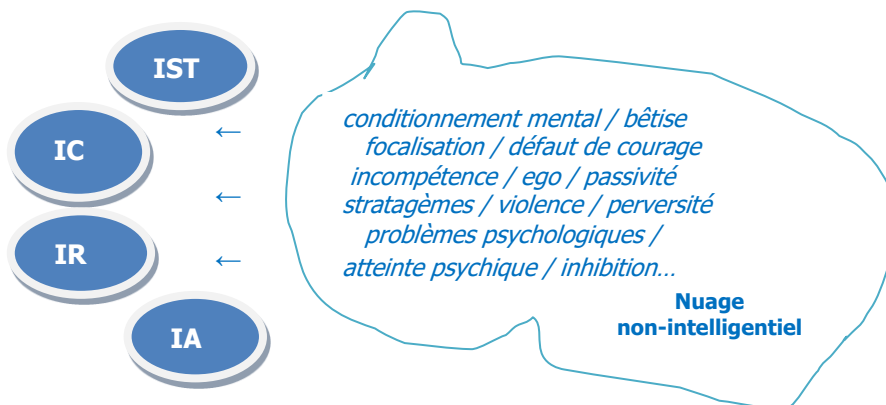 IST
conditionnement mental / bêtise
←
focalisation / défaut de courage
IC
incompétence / ego / passivité
←
stratagèmes / violence / perversité
problèmes psychologiques /
IR
←
atteinte psychique / inhibition...
Nuage
non-intelligentiel
IA